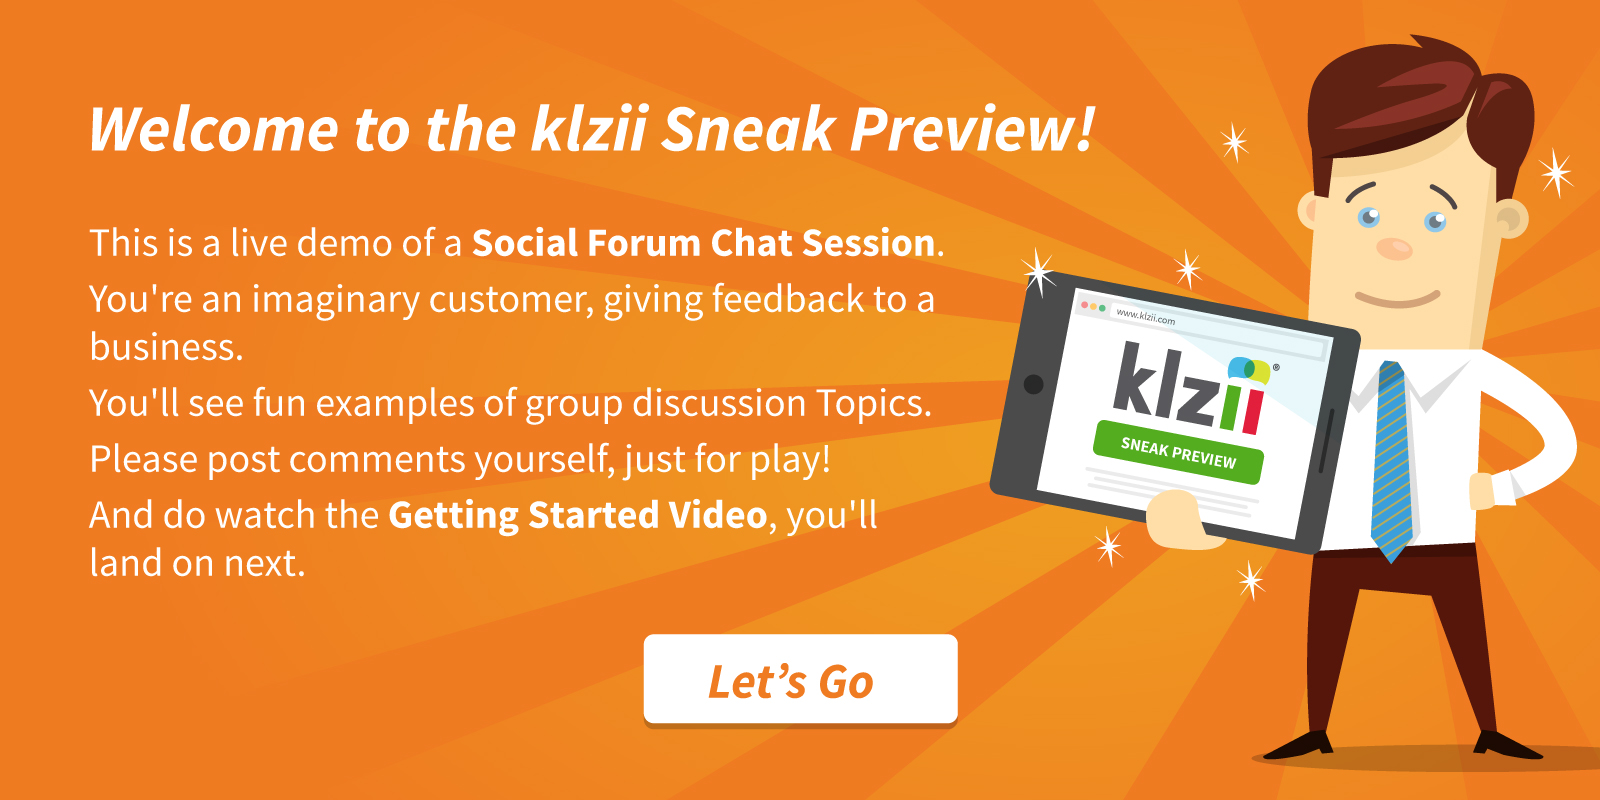 Welcome to the klzii Sneak Preview!
This is a live demo of a Social Forum Chat Session.
You're an imaginary customer, giving feedback to a
business.
You'll see fun examples of group discussion Topics.
Please post comments yourself, just for play!
And do watch the Getting Started Video, you'll
land on next.
Let’s Go
www.klzii.com
klzii®
SNEAK PREVIEW